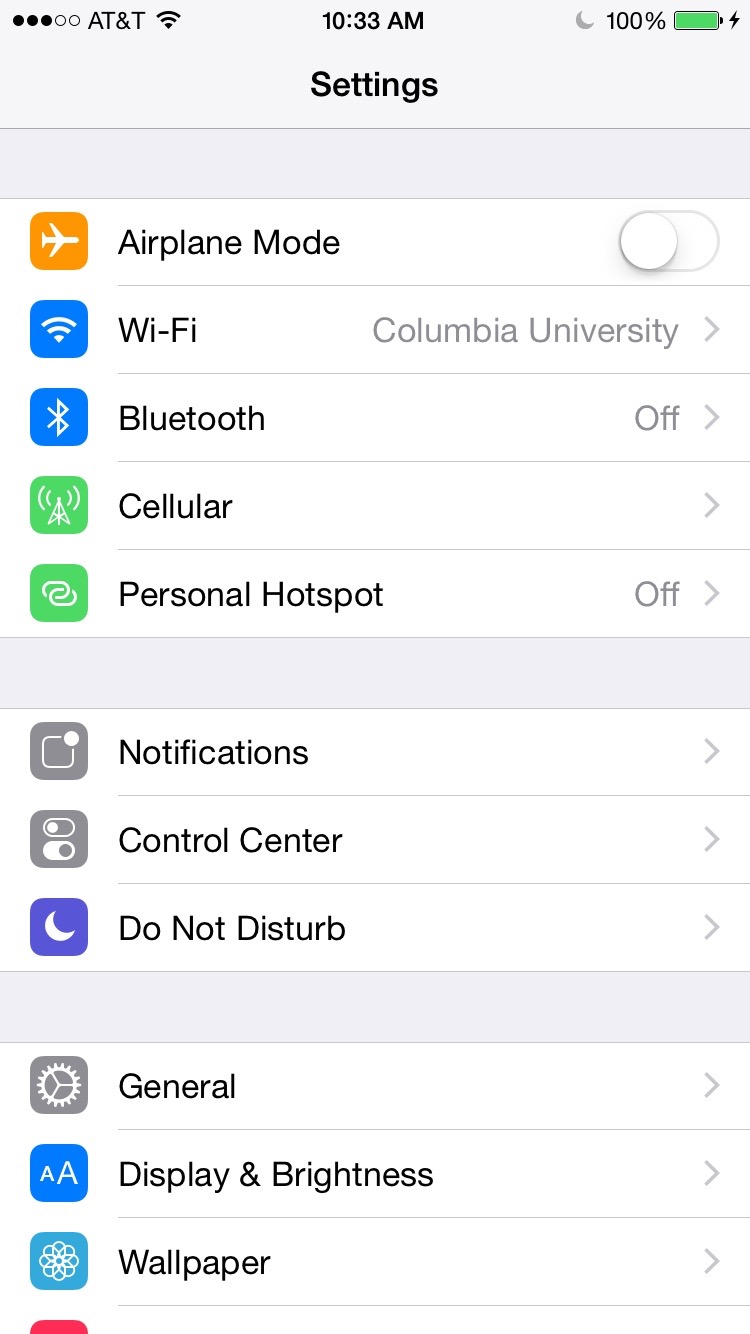 AT&T 10:33 AM 100%
Settings
Airplane Mode
Wi-Fi Columbia University
Bluetooth Off
Cellular
Personal Hotspot Off
Notifications
Control Center
Do Not Disturb
General
AA Display & Brightness
Wallpaper